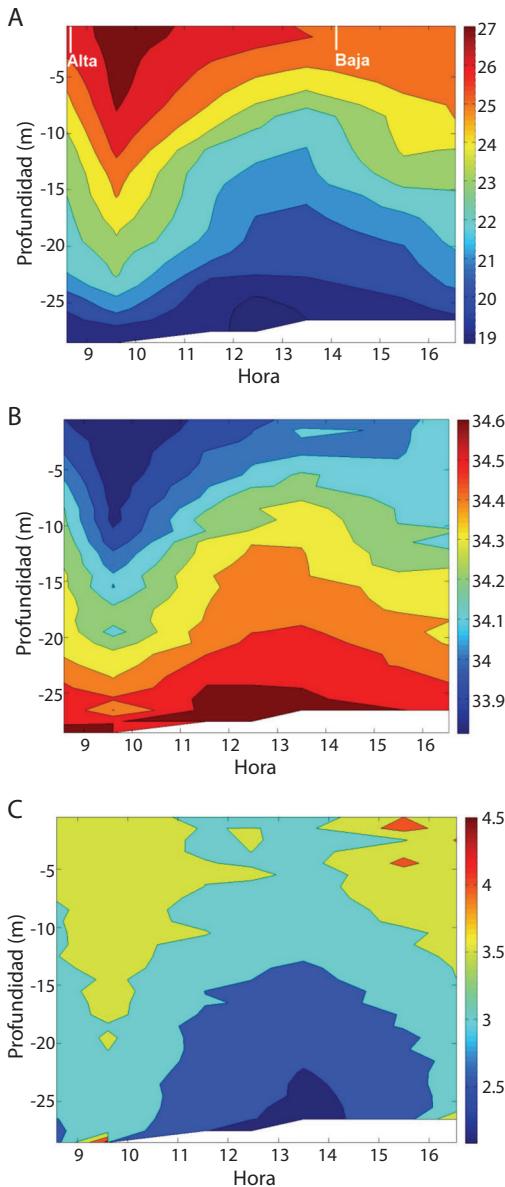 A
Alta
Baja
Profundidad (m)
-5
-10
-15
-20
-25
9 10 11 12 13 14 15 16
Hora
27
26
25
24
23
22
21
20
19
B
Profundidad (m)
-5
-10
-15
-20
-25
9 10 11 12 13 14 15 16
Hora
34.6
34.5
34.4
34.3
34.2
34.1
34
33.9
C
Profundidad (m)
-5
-10
-15
-20
-25
9 10 11 12 13 14 15 16
Hora
4.5
4
3.5
3
2.5